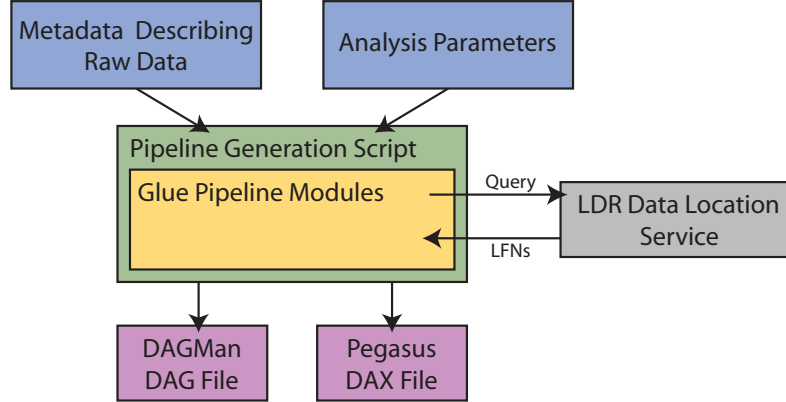 Metadata Describing
Raw Data
Analysis Parameters
Pipeline Generation Script
Glue Pipeline Modules
Query
LFNs
LDR Data Location
Service
DAGMan
DAG File
Pegasus
DAX File